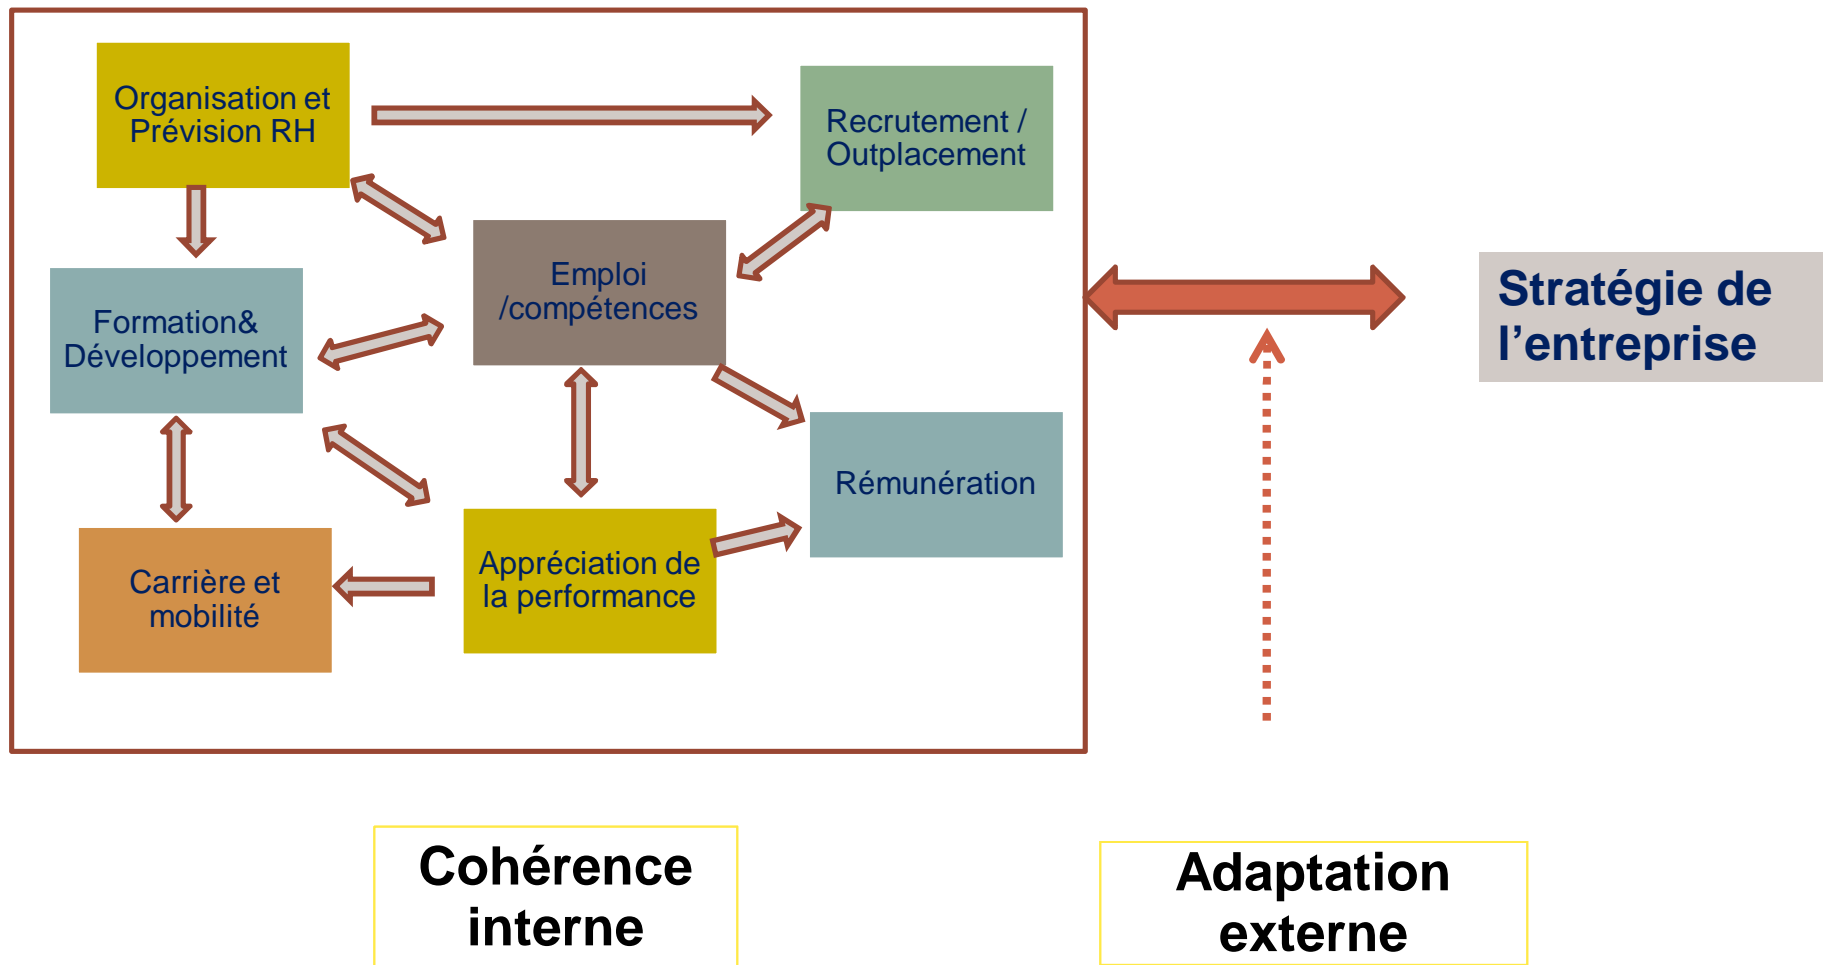 Organisation et
Prévision RH
Recrutement /
Outplacement
Emploi
/compétences
Formation&
Développement
Stratégie de
l’entreprise
Rémunération
Carrière et
mobilité
Appréciation de
la performance
Cohérence
interne
Adaptation
externe